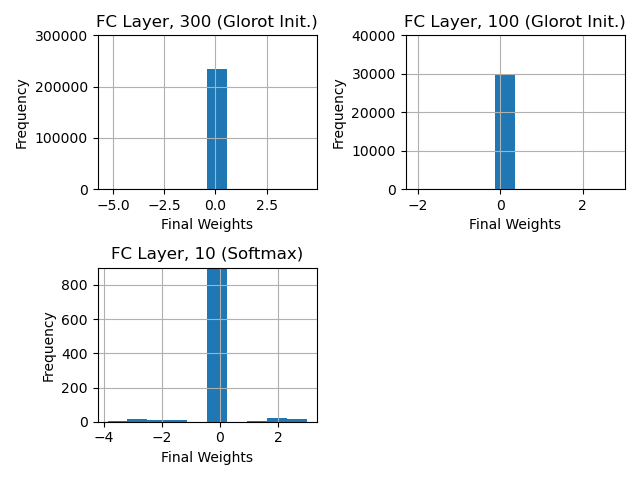 FC Layer, 300 (Glorot Init.)
Frequency
300000
200000
100000
0
−5.0 −2.5 0.0 2.5
Final Weights
FC Layer, 100 (Glorot Init.)
Frequency
40000
30000
20000
10000
0
−2 0 2
Final Weights
FC Layer, 10 (Softmax)
Frequency
800
600
400
200
0
−4 −2 0 2
Final Weights